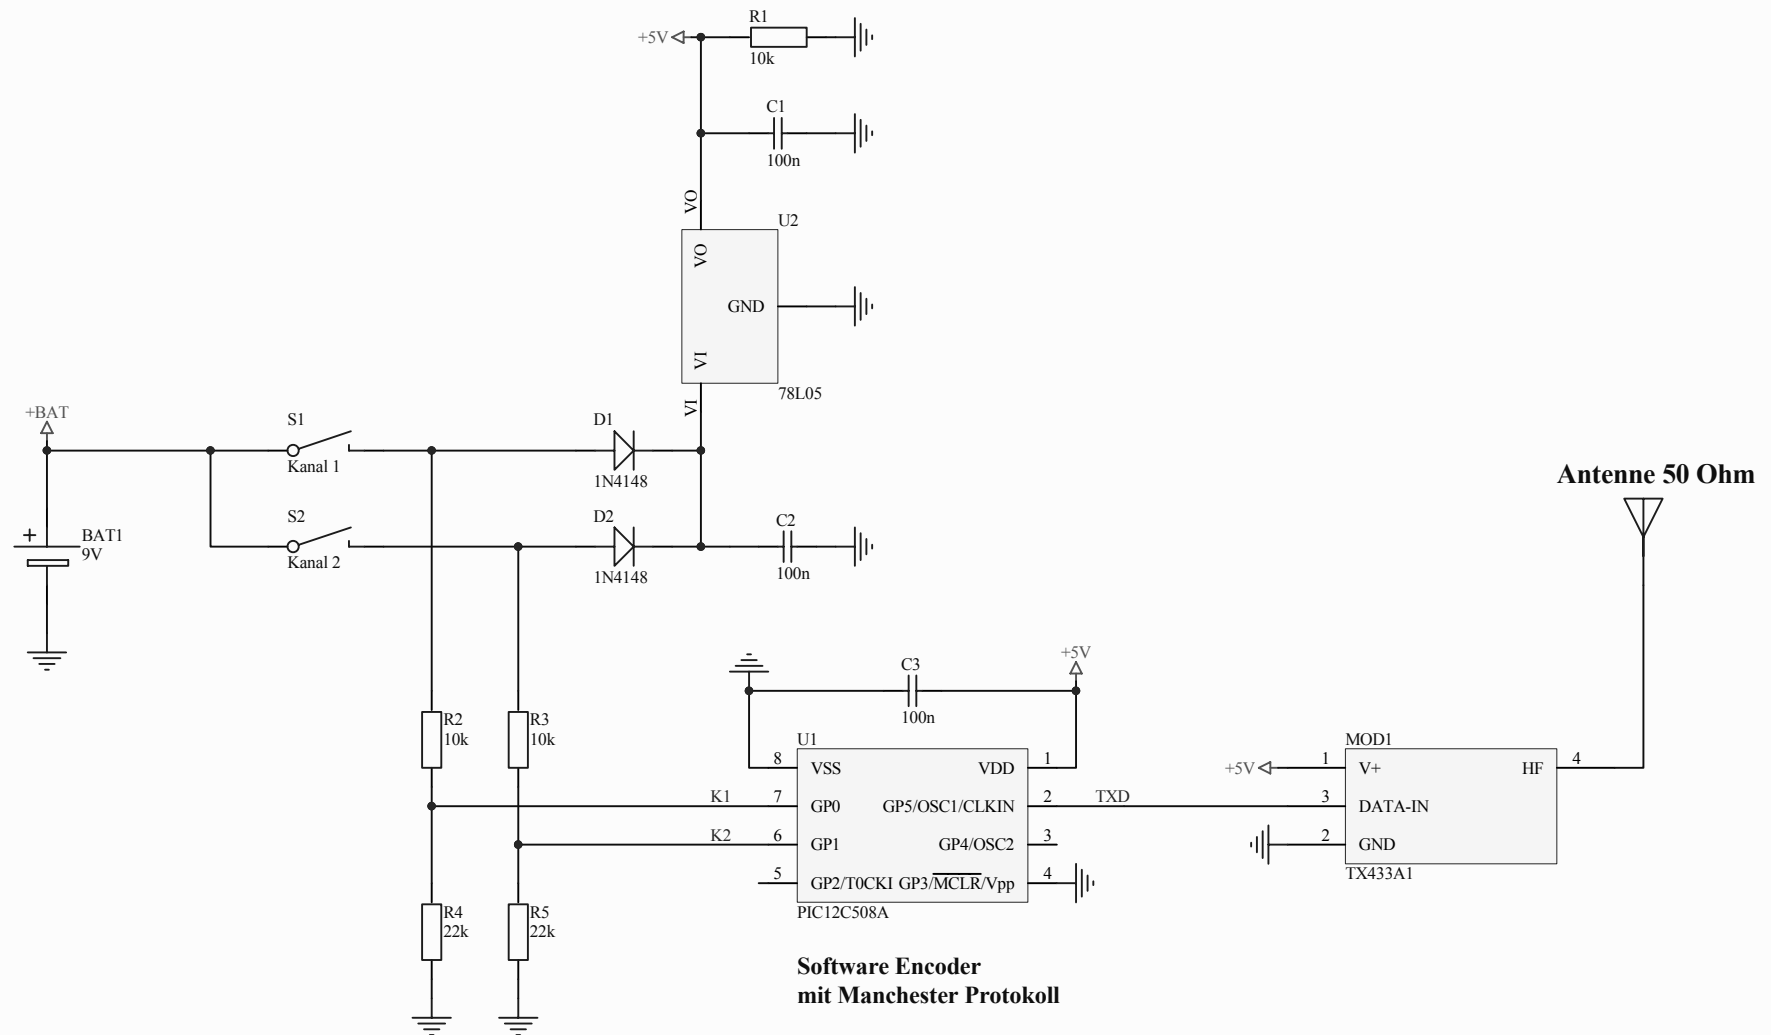 R1
+5V
10k
C1
100n
VO
U2
VO
GND
VI
78L05
VI
+BAT
S1
Kanal 1
D1
1N4148
S2
Kanal 2
D2
1N4148
C2
100n
+
BAT1
9V
Antenne 50 Ohm
C3
100n
+5V
R2
10k
R3
10k
U1
8 VSS VDD 1
K1 7 GP0 GP5/OSC1/CLKIN 2 TXD
K2 6 GP1 GP4/OSC2 3
5 GP2/T0CKI GP3/MCLR/Vpp 4
PIC12C508A
MOD1
+5V 1 V+ HF 4
3 DATA-IN
2 GND
TX433A1
R4
22k
R5
22k
Software Encoder
mit Manchester Protokoll